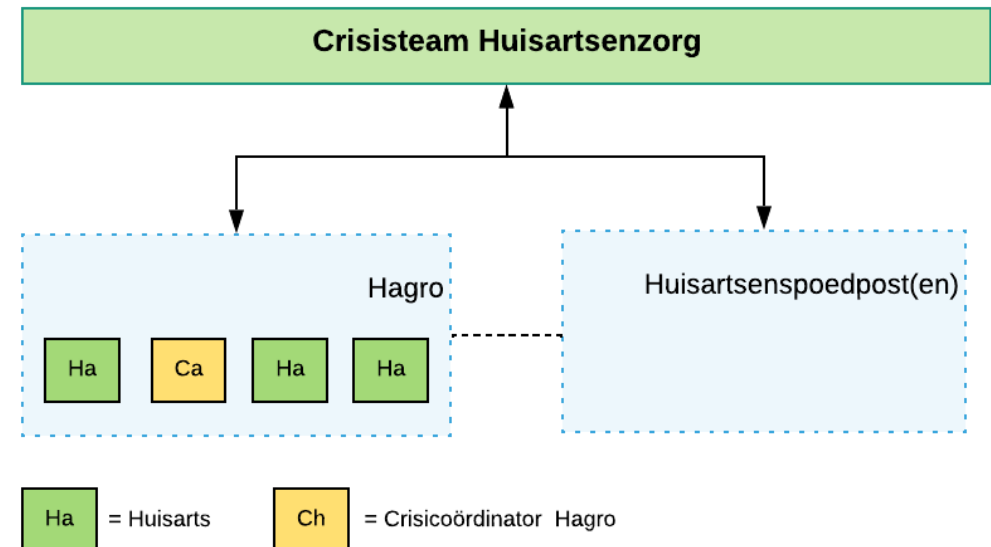 Crisisteam Huisartsenzorg
Hagro
Huisartsenspoedpost(en)
Ha
Ca
Ha
Ha
Ha = Huisarts
Ch = Crisicoördinator Hagro